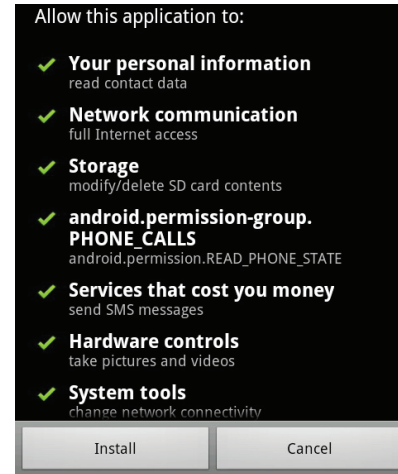 Allow this application to:
Your personal information
read contact data
Network communication
full Internet access
Storage
modify/delete SD card contents
android.permission-group.
PHONE_CALLS
android.permission.READ_PHONE_STATE
Services that cost you money
send SMS messages
Hardware controls
take pictures and videos
System tools
change network connectivity
Install
Cancel